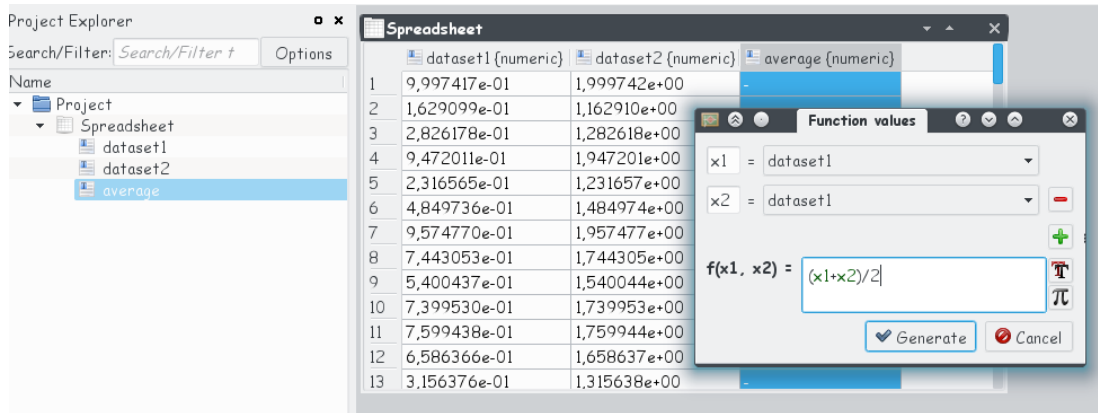 Project Explorer
Search/Filter: Search/Filter t Options
Name
Project
Spreadsheet
dataset1
dataset2
average
Spreadsheet
dataset1 {numeric} dataset2 {numeric} average {numeric}
1 9,997417e-01 1,999742e+00 -
2 1,629099e-01 1,162910e+00
3 2,826178e-01 1,282618e+00
4 9,472011e-01 1,947201e+00
5 2,316565e-01 1,231657e+00
6 4,849736e-01 1,484974e+00
7 9,574770e-01 1,957477e+00
8 7,443053e-01 1,744305e+00
9 5,400437e-01 1,540044e+00
10 7,399530e-01 1,739953e+00
11 7,599438e-01 1,759944e+00
12 6,586366e-01 1,658637e+00
13 3,156376e-01 1,315638e+00 -
Function values
x1 = dataset1
x2 = dataset1
f(x1, x2) = (x1+x2)/2
Generate Cancel